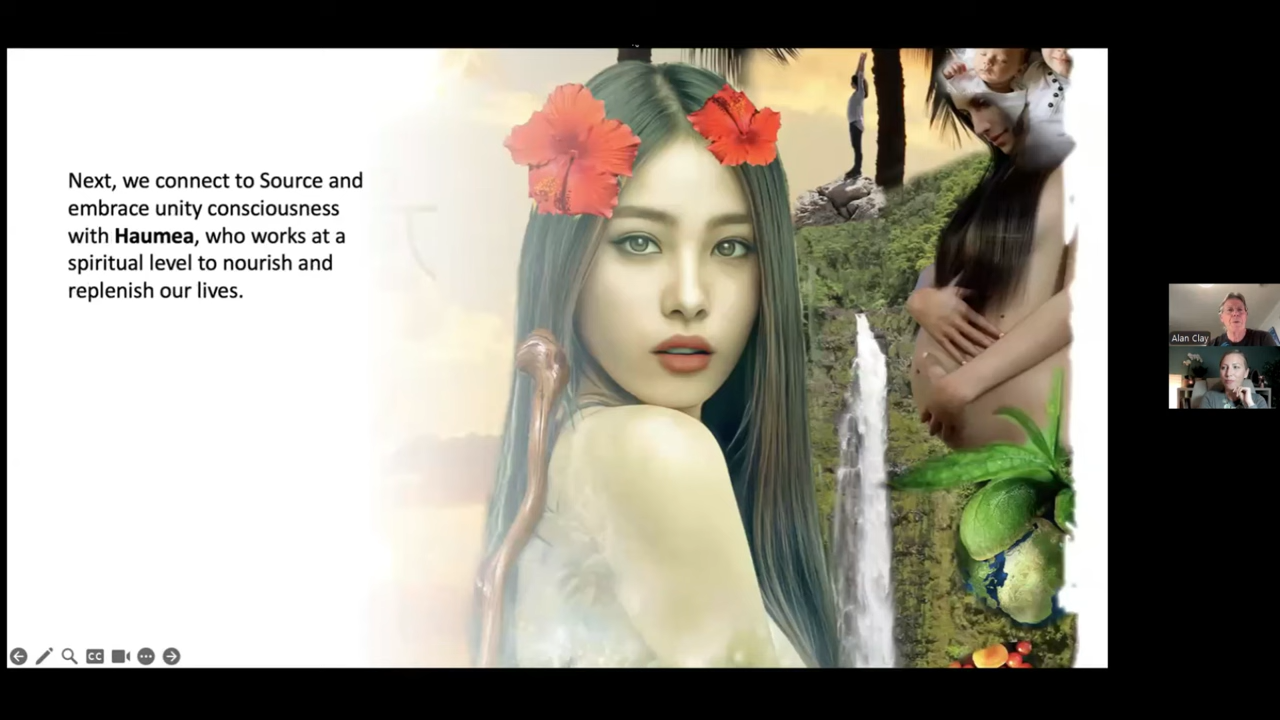 Next, we connect to Source and
embrace unity consciousness
with Haumea, who works at a
spiritual level to nourish and
replenish our lives.
Alan Clay
CC